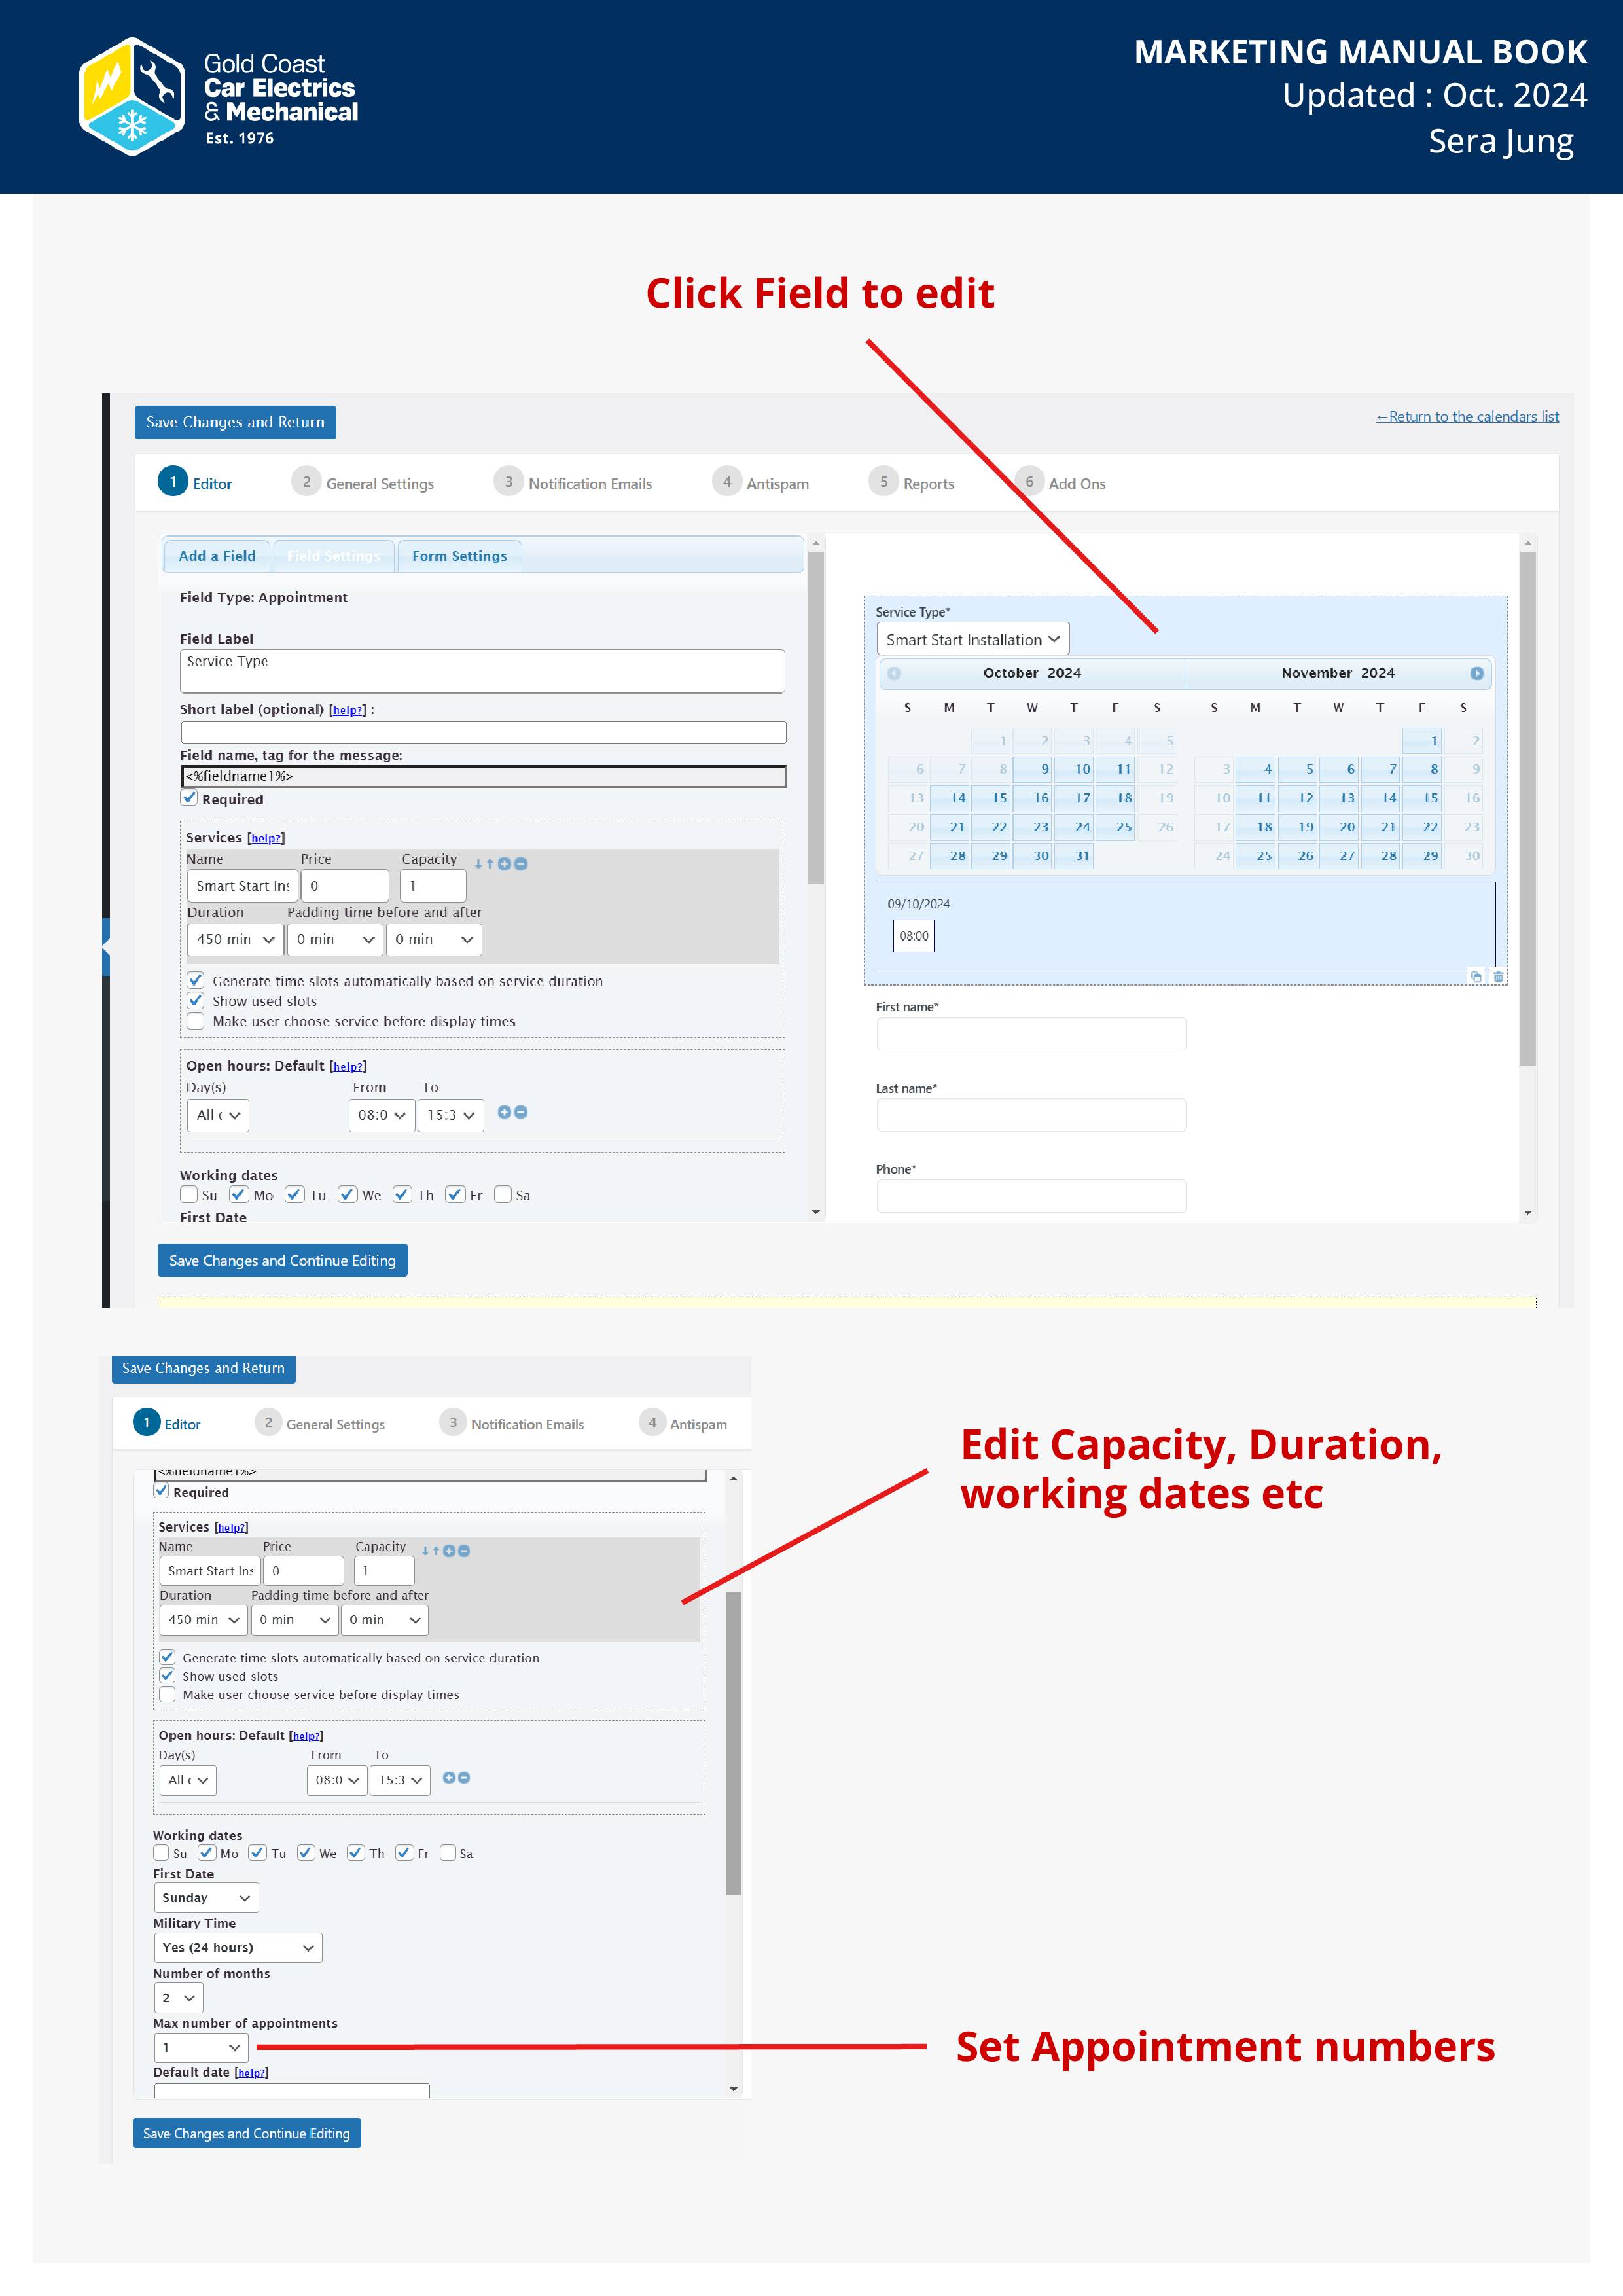 Gold Coast
Car Electrics
& Mechanical
Est. 1976
MARKETING MANUAL BOOK
Updated : Oct. 2024
Sera Jung
Click Field to edit
Save Changes and Return
←Return to the calendars list
1 Editor 2 General Settings 3 Notification Emails 4 Antispam 5 Reports 6 Add Ons
Add a Field Field Settings Form Settings
Field Type: Appointment
Field Label
Service Type
Short label (optional) [help?] :
Field name, tag for the message:
<%fieldname1%>
Required
Services [help?]
Name Price Capacity
Smart Start Ins 0 1
Duration Padding time before and after
450 min 0 min 0 min
Generate time slots automatically based on service duration
Show used slots
Make user choose service before display times
Open hours: Default [help?]
Day(s) From To
All 08:0 15:3
Working dates
Su Mo Tu We Th Fr Sa
First Date
Service Type*
Smart Start Installation
October 2024 November 2024
S M T W T F S S M T W T F S
1 2 3 4 5 1 2
6 7 8 9 10 11 12 3 4 5 6 7 8 9
13 14 15 16 17 18 19 10 11 12 13 14 15 16
20 21 22 23 24 25 26 17 18 19 20 21 22 23
27 28 29 30 31 24 25 26 27 28 29 30
09/10/2024
08:00
First name*
Last name*
Phone*
Save Changes and Continue Editing
Save Changes and Return
1 Editor 2 General Settings 3 Notification Emails 4 Antispam
<%fieldname1%>
Required
Services [help?]
Name Price Capacity
Smart Start Ins 0 1
Duration Padding time before and after
450 min 0 min 0 min
Generate time slots automatically based on service duration
Show used slots
Make user choose service before display times
Open hours: Default [help?]
Day(s) From To
All 08:0 15:3
Working dates
Su Mo Tu We Th Fr Sa
First Date
Sunday
Military Time
Yes (24 hours)
Number of months
2
Max number of appointments
1
Default date [help?]
Save Changes and Continue Editing
Edit Capacity, Duration,
working dates etc
Set Appointment numbers